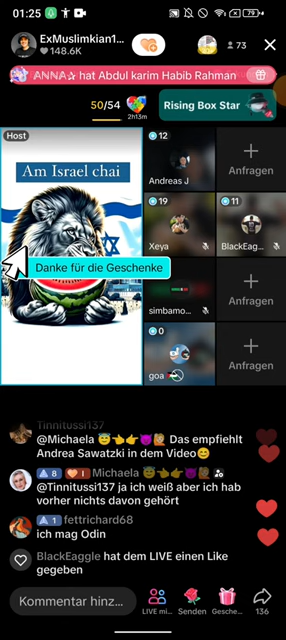 01:25
79
ExMuslimkian1...
148.6K
73
ANNA☆ hat Abdul karim Habib Rahman
50/54
2h13m
Rising Box Star
Host
Am Israel chai
Danke für die Geschenke
12
Andreas J
Anfragen
19
Xeya
11
BlackEag...
simbamo...
Anfragen
0
goa
Anfragen
Tinnitussi137
@Michaela 😇👈👉😈🙋🏼 Das empfiehlt
Andrea Sawatzki in dem Video😊
8 1 Michaela 😇👈👉😈🙋🏼
@Tinnitussi137 ja ich weiß aber ich hab
vorher nichts davon gehört
1 fettrichard68
ich mag Odin
BlackEaggle hat dem LIVE einen Like
gegeben
Kommentar hinz...
LIVE mi...
Senden
Gesche...
136